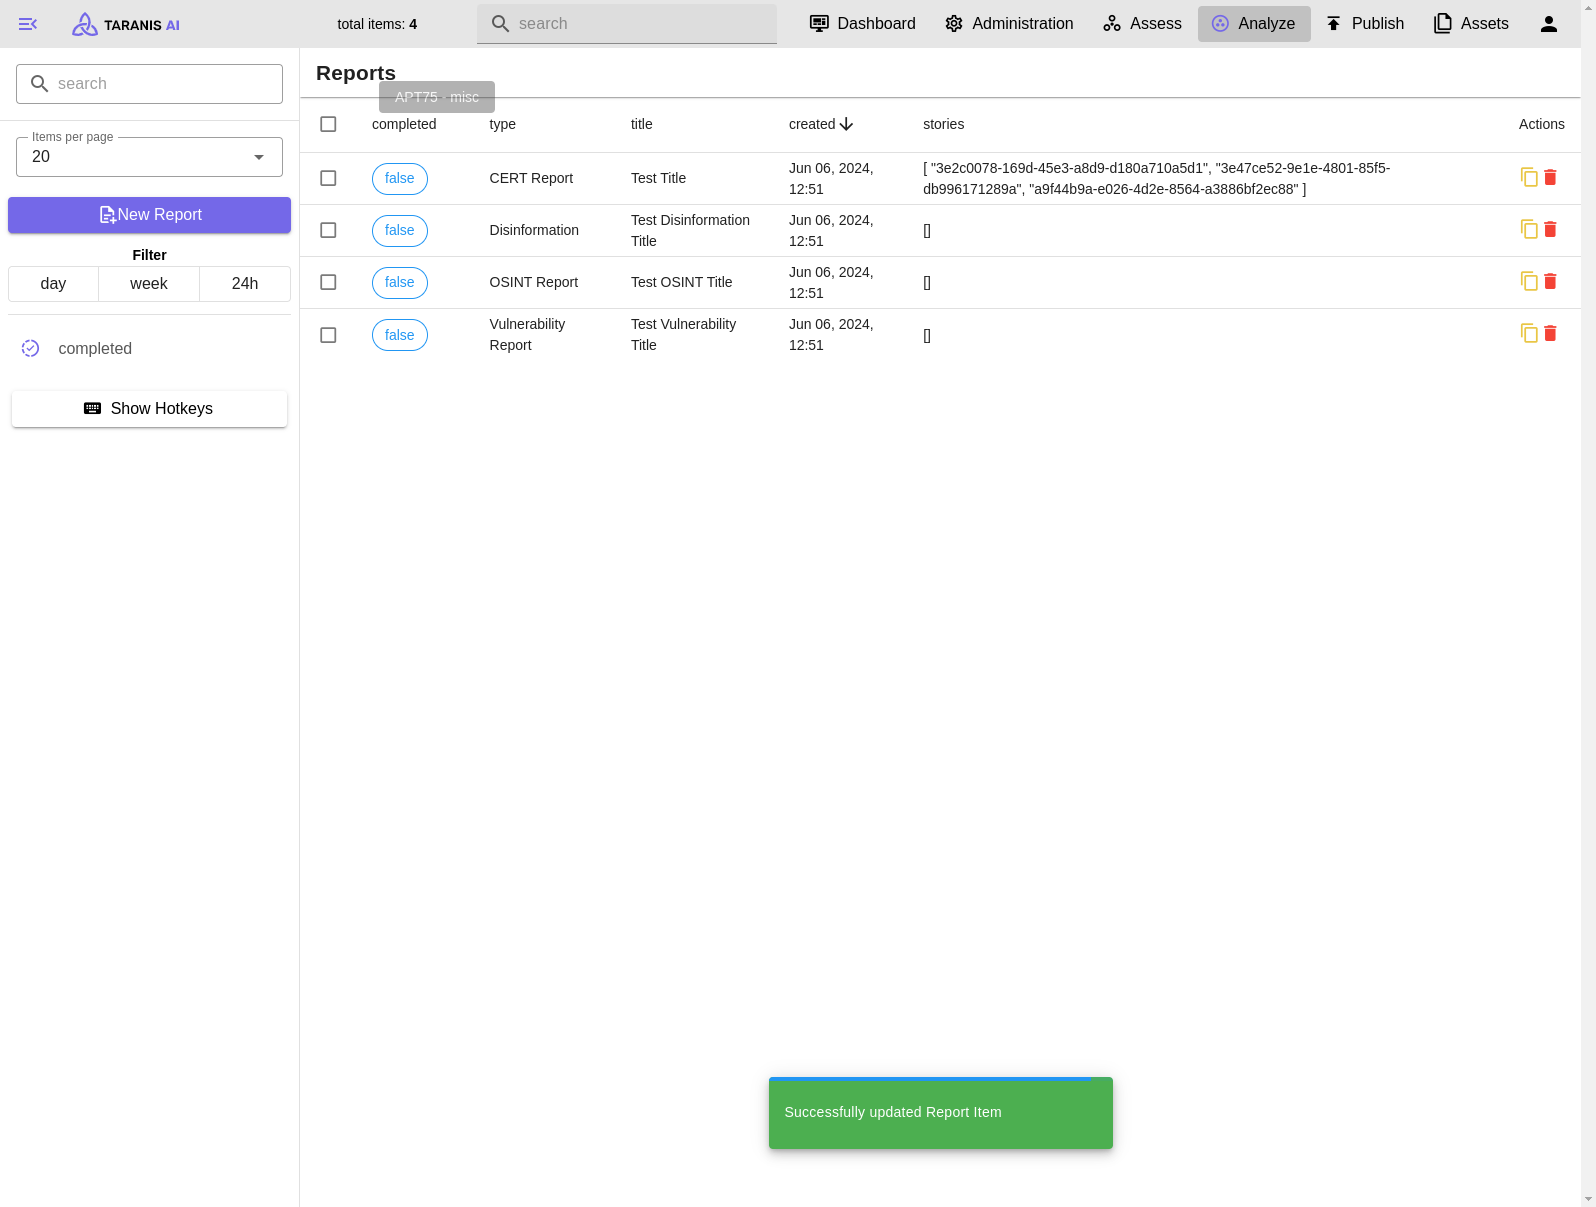 TARANIS AI
total items: 4
search
Dashboard
Administration
Assess
Analyze
Publish
Assets
search
Items per page
20
New Report
Filter
day week 24h
completed
Show Hotkeys
Reports
APT75 - misc
completed type title created stories Actions
false CERT Report Test Title Jun 06, 2024, 12:51 [ "3e2c0078-169d-45e3-a8d9-d180a710a5d1", "3e47ce52-9e1e-4801-85f5-
db996171289a", "a9f44b9a-e026-4d2e-8564-a3886bf2ec88" ]
false Disinformation Test Disinformation Title Jun 06, 2024, 12:51 []
false OSINT Report Test OSINT Title Jun 06, 2024, 12:51 []
false Vulnerability Report Test Vulnerability Title Jun 06, 2024, 12:51 []
Successfully updated Report Item